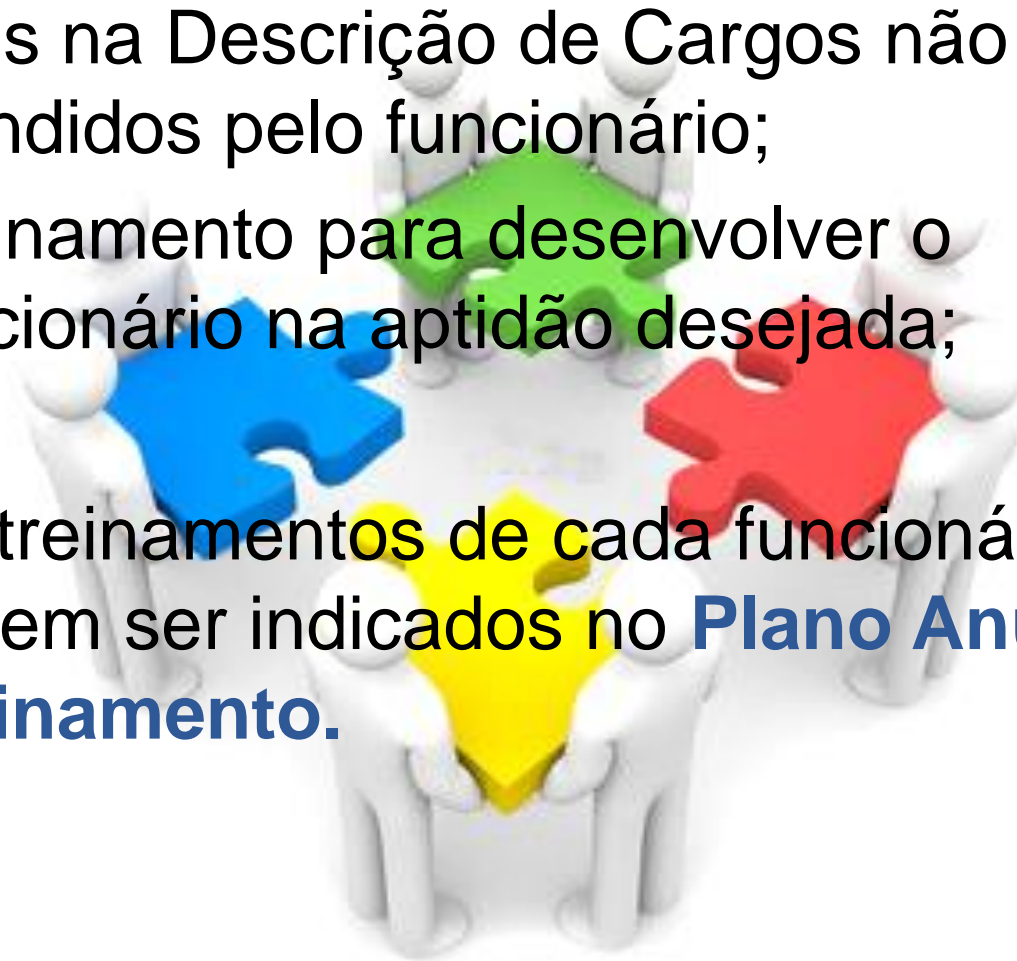 s na Descrição de Cargos não
ndidos pelo funcionário;
namento para desenvolver o
cionário na aptidão desejada;
treinamentos de cada funcioná
em ser indicados no Plano Anu
inamento.